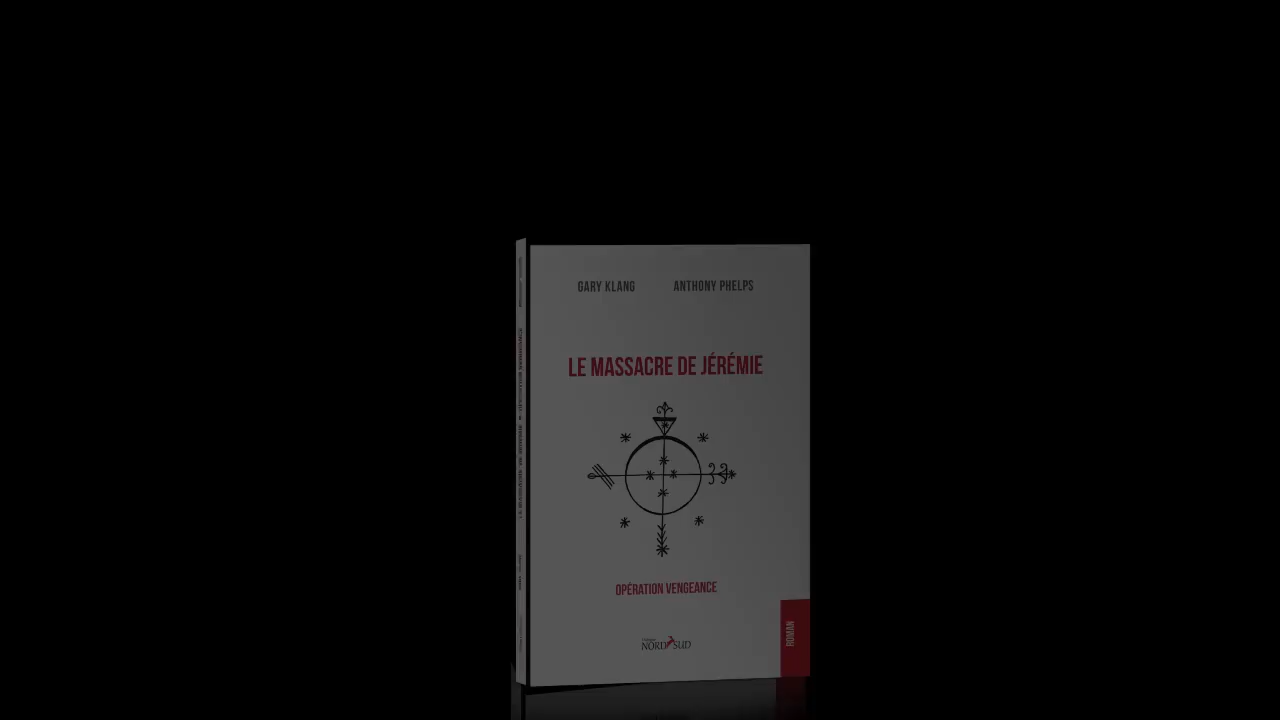 GARY KLANG ANTHONY PHELPS
LE MASSACRE DE JÉRÉMIE
OPÉRATION VENGEANCE
NORD SUD
ROMAN